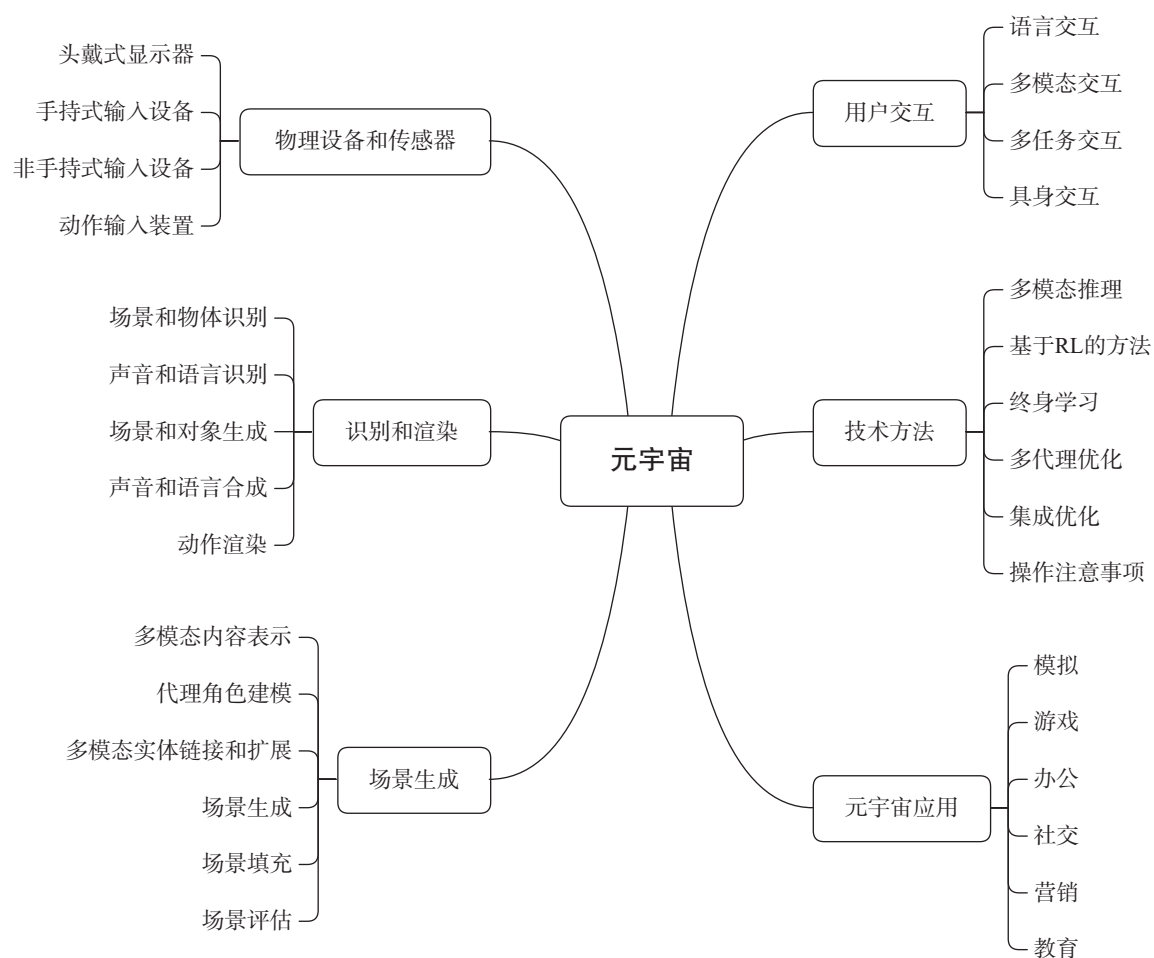 头戴式显示器
手持式输入设备
非手持式输入设备
动作输入装置
物理设备和传感器
场景和物体识别
声音和语言识别
场景和对象生成
声音和语言合成
动作渲染
识别和渲染
多模态内容表示
代理角色建模
多模态实体链接和扩展
场景生成
场景填充
场景评估
场景生成
元宇宙
用户交互
语言交互
多模态交互
多任务交互
具身交互
技术方法
多模态推理
基于RL的方法
终身学习
多代理优化
集成优化
操作注意事项
元宇宙应用
模拟
游戏
办公
社交
营销
教育